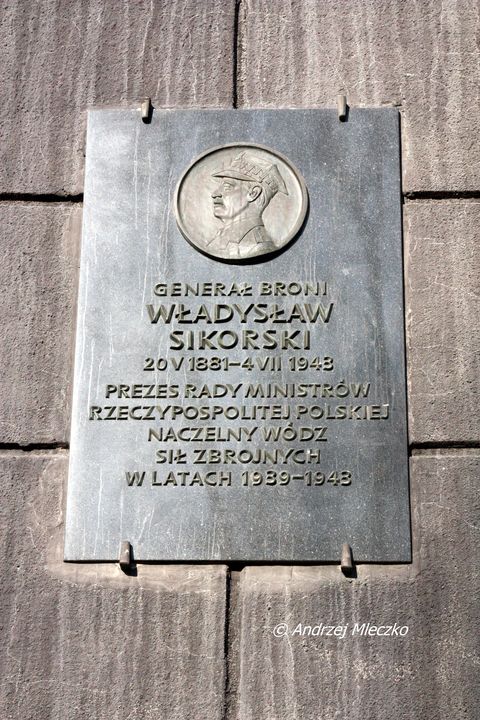 GENERAŁ BRONI
WŁADYSŁAW
SIKORSKI
20 V 1881–4 VII 1943
PREZES RADY MINISTRÓW
RZECZYPOSPOLITEJ POLSKIEJ
NACZELNY WÓDZ
SIŁ ZBROJNYCH
W LATACH 1939–1943
© Andrzej Mleczko